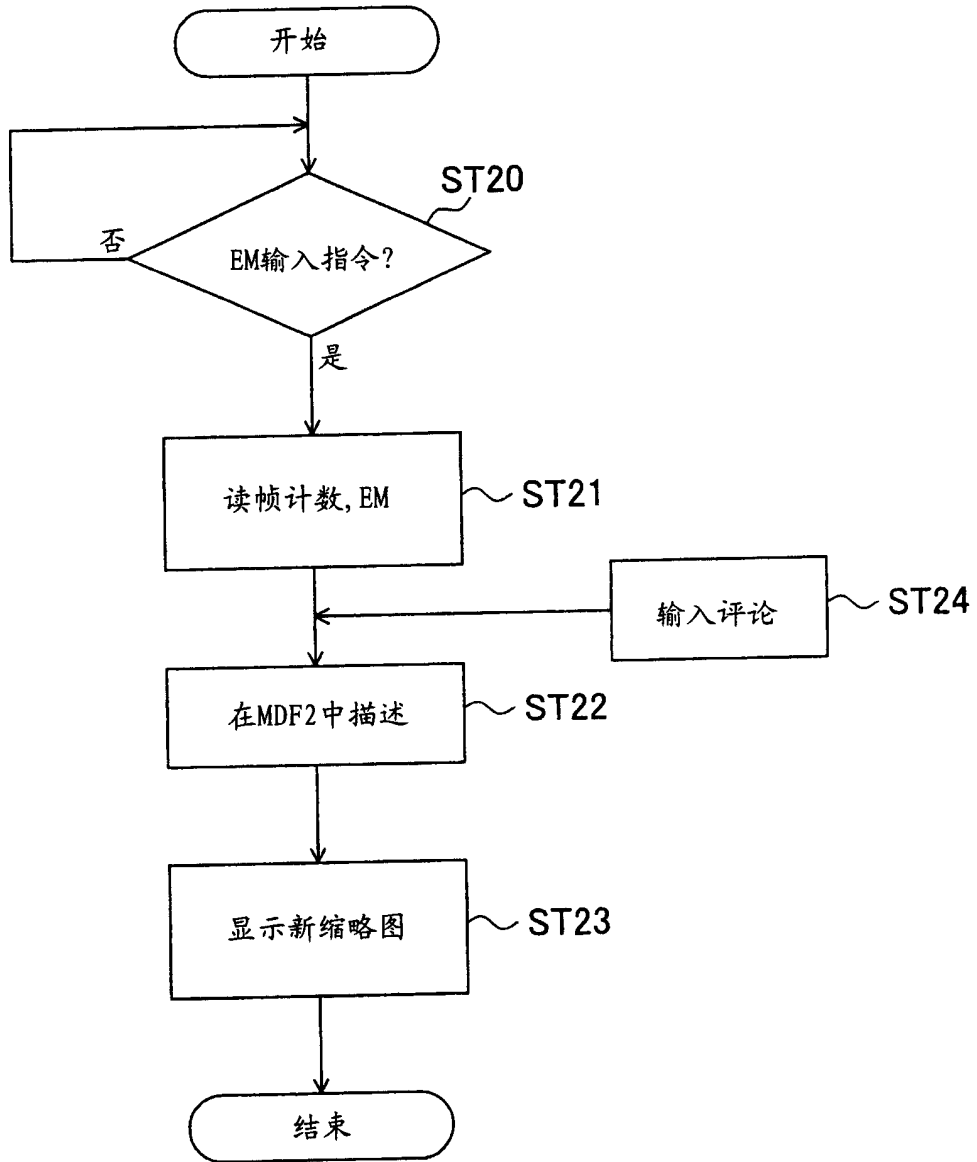 开始
ST20
否
EM输入指令?
是
读帧计数,EM
ST21
输入评论
ST24
在MDF2中描述
ST22
显示新缩略图
ST23
结束